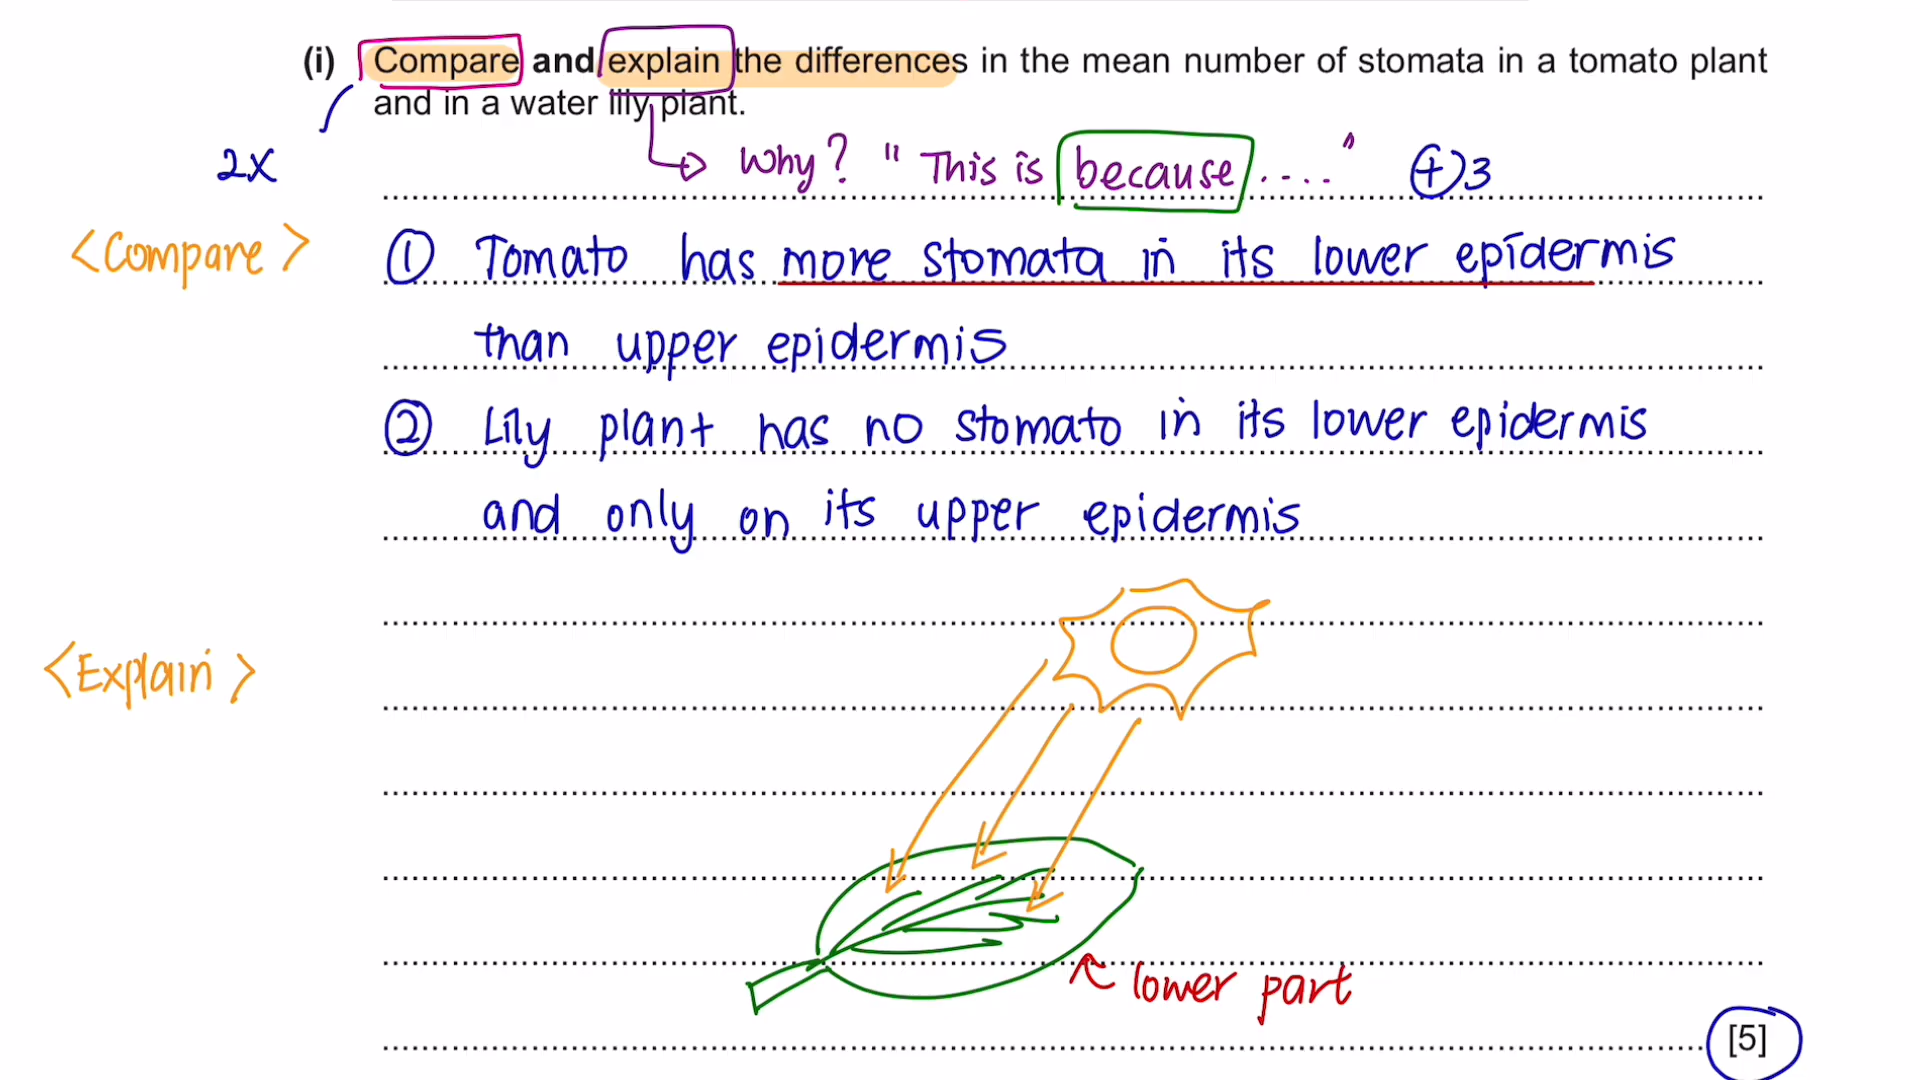 (i) Compare and explain the differences in the mean number of stomata in a tomato plant
and in a water lilly plant.
2x
Why? " This is because .... " + 3
<Compare>
① Tomato has more stomata in its lower epidermis
than upper epidermis
② Lily plant has no stomato in its lower epidermis
and only on its upper epidermis
<Explain>
lower part
[5]